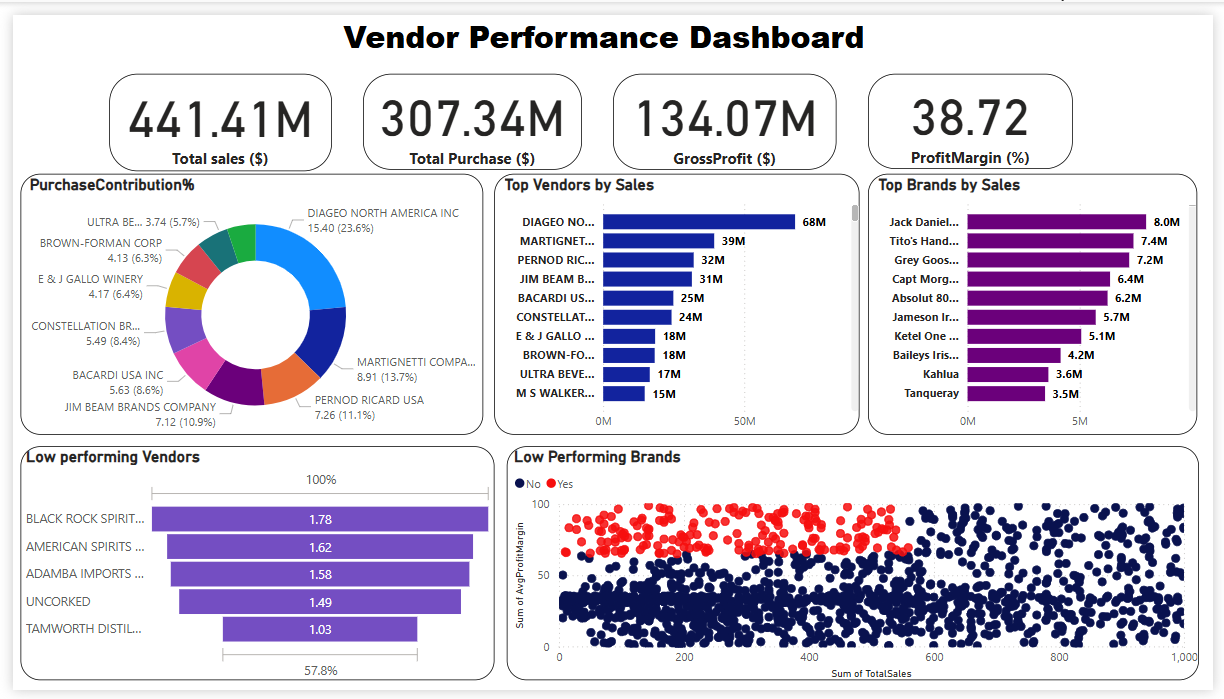 Vendor Performance Dashboard
441.41M
Total sales ($)
307.34M
Total Purchase ($)
134.07M
GrossProfit ($)
38.72
ProfitMargin (%)
PurchaseContribution%
DIAGEO NORTH AMERICA INC
15.40 (23.6%)
MARTIGNETTI COMPA...
8.91 (13.7%)
PERNOD RICARD USA
7.26 (11.1%)
JIM BEAM BRANDS COMPANY
7.12 (10.9%)
BACARDI USA INC
5.63 (8.6%)
CONSTELLATION BR...
5.49 (8.4%)
E & J GALLO WINERY
4.17 (6.4%)
BROWN-FORMAN CORP
4.13 (6.3%)
ULTRA BE... 3.74 (5.7%)
Top Vendors by Sales
DIAGEO NO... 68M
MARTIGNET... 39M
PERNOD RIC... 32M
JIM BEAM B... 31M
BACARDI US... 25M
CONSTELLAT... 24M
E & J GALLO ... 18M
BROWN-FO... 18M
ULTRA BEVE... 17M
M S WALKER... 15M
0M 50M
Top Brands by Sales
Jack Daniel... 8.0M
Tito's Hand... 7.4M
Grey Goos... 7.2M
Capt Morg... 6.4M
Absolut 80... 6.2M
Jameson Ir... 5.7M
Ketel One ... 5.1M
Baileys Iris... 4.2M
Kahlua 3.6M
Tanqueray 3.5M
0M 5M
Low performing Vendors
100%
BLACK ROCK SPIRIT... 1.78
AMERICAN SPIRITS ... 1.62
ADAMBA IMPORTS ... 1.58
UNCORKED 1.49
TAMWORTH DISTIL... 1.03
57.8%
Low Performing Brands
No Yes
Sum of AvgProfitMargin
100
50
0
0 200 400 600 800 1,000
Sum of TotalSales